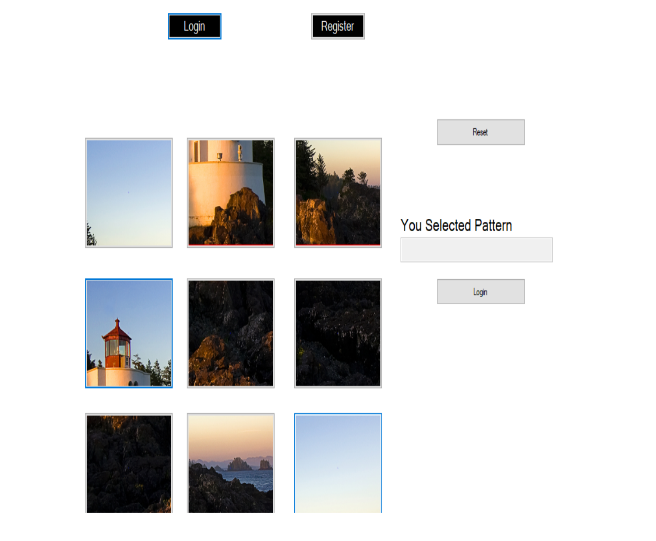 Login
Register
Reset
You Selected Pattern
Login